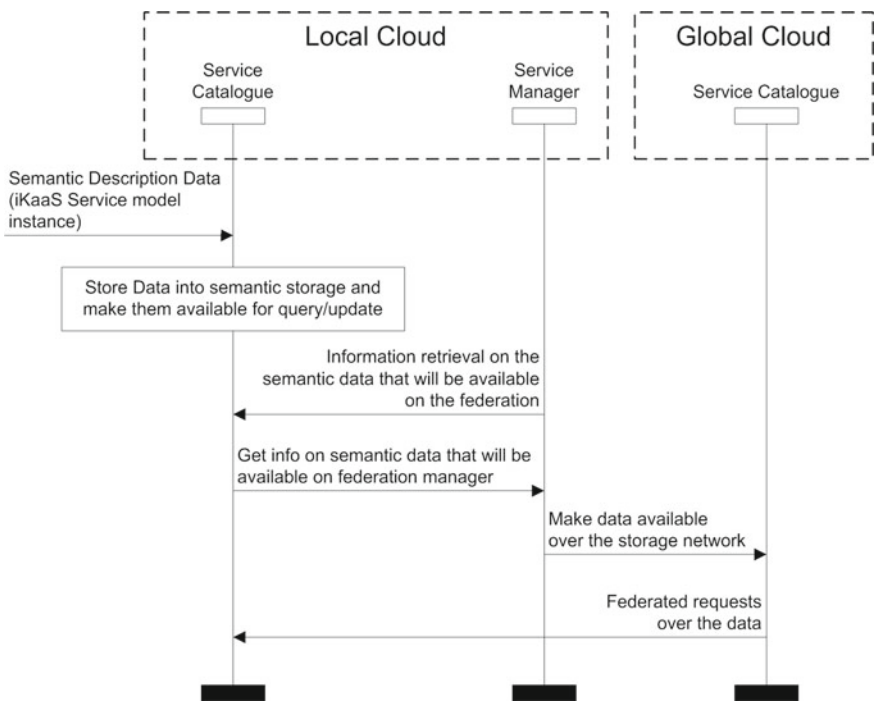 Local Cloud
Global Cloud
Service
Catalogue
Service
Manager
Service Catalogue
Semantic Description Data
(iKaaS Service model
instance)
Store Data into semantic storage and
make them available for query/update
Information retrieval on the
semantic data that will be available
on the federation
Get info on semantic data that will be
available on federation manager
Make data available
over the storage network
Federated requests
over the data